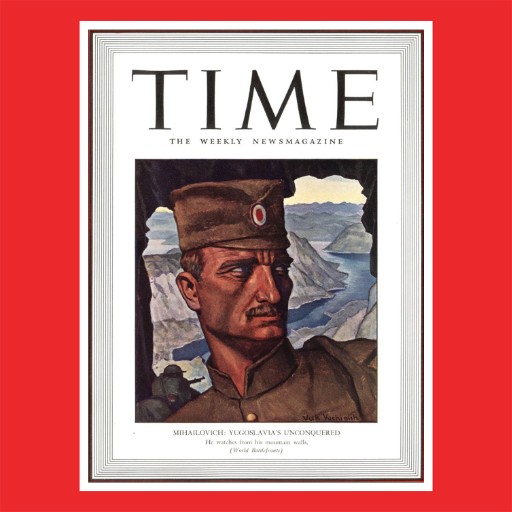 TIME
THE WEEKLY NEWSMAGAZINE
MIHAILOVICH: YUGOSLAVIA'S UNCONQUERED
He watches from his mountain walls.
(World Battlefronts)